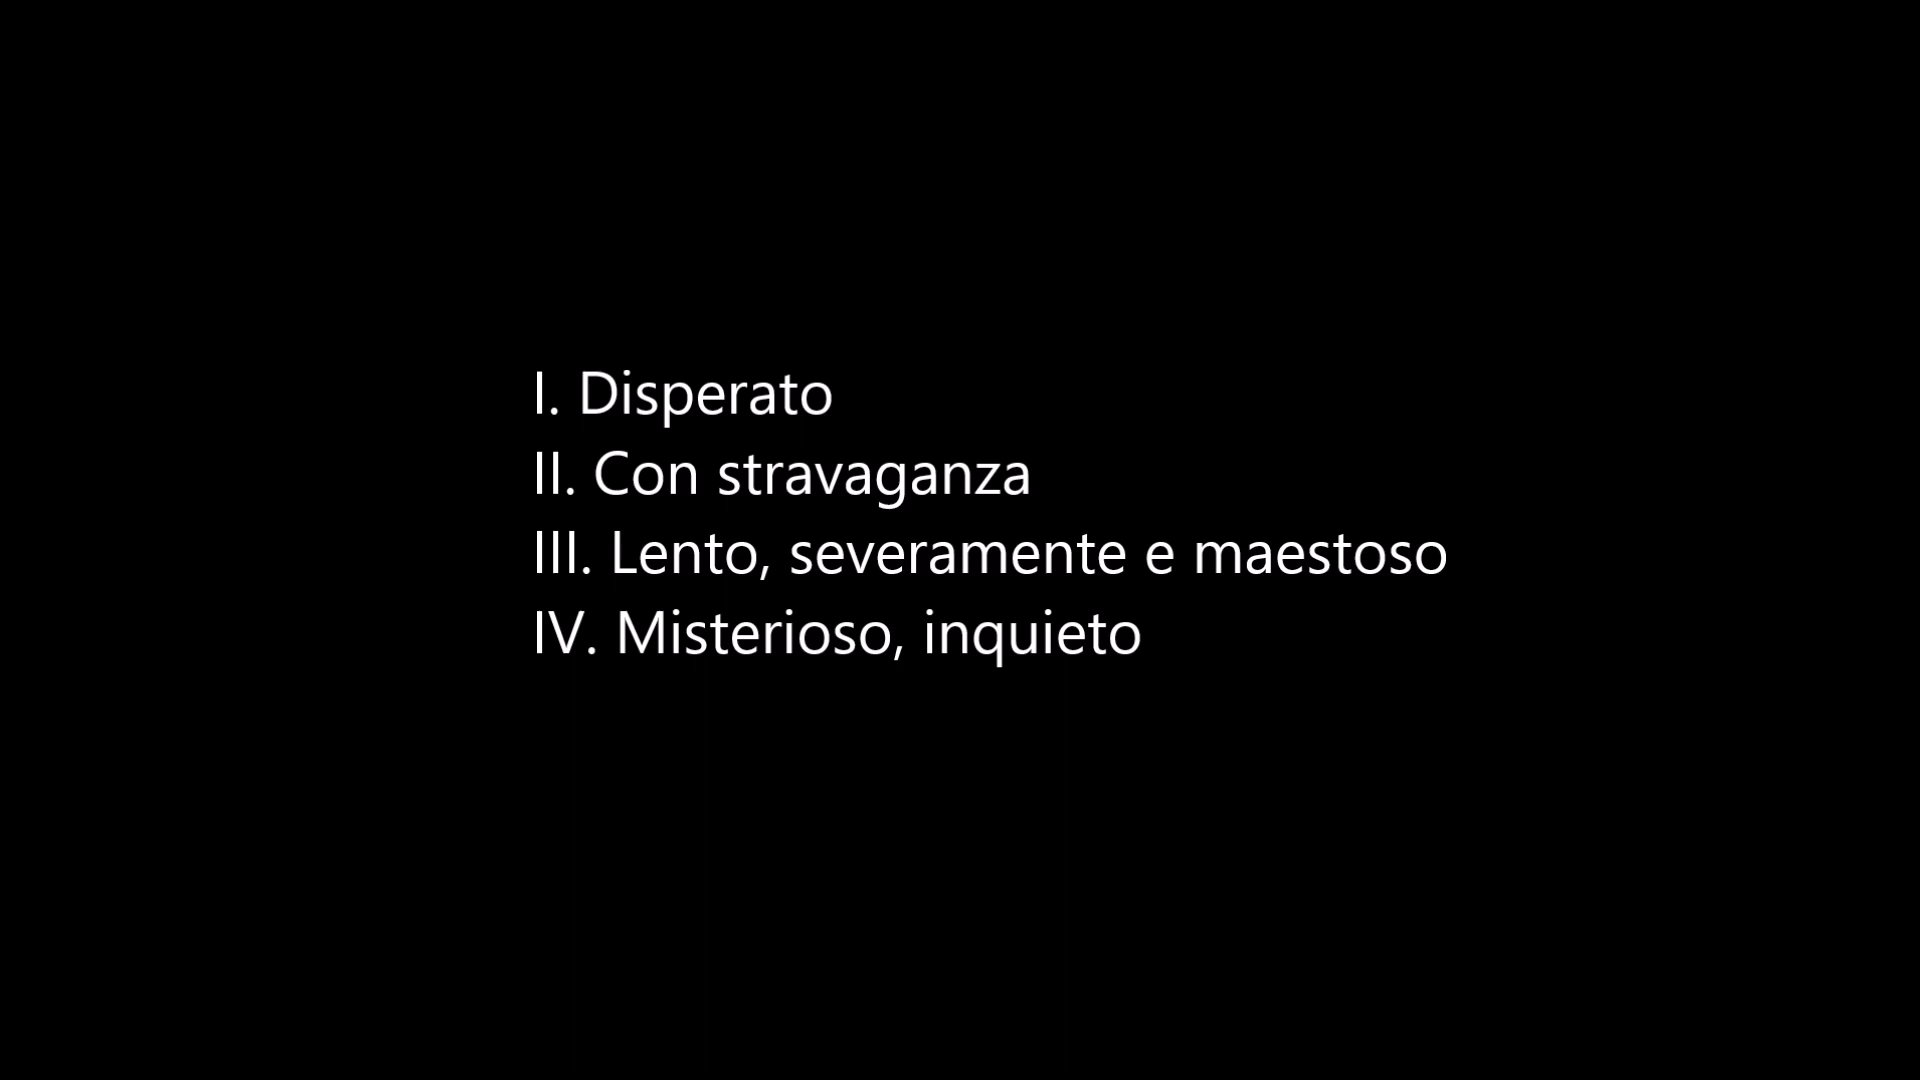 I. Disperato
II. Con stravaganza
III. Lento, severamente e maestoso
IV. Misterioso, inquieto